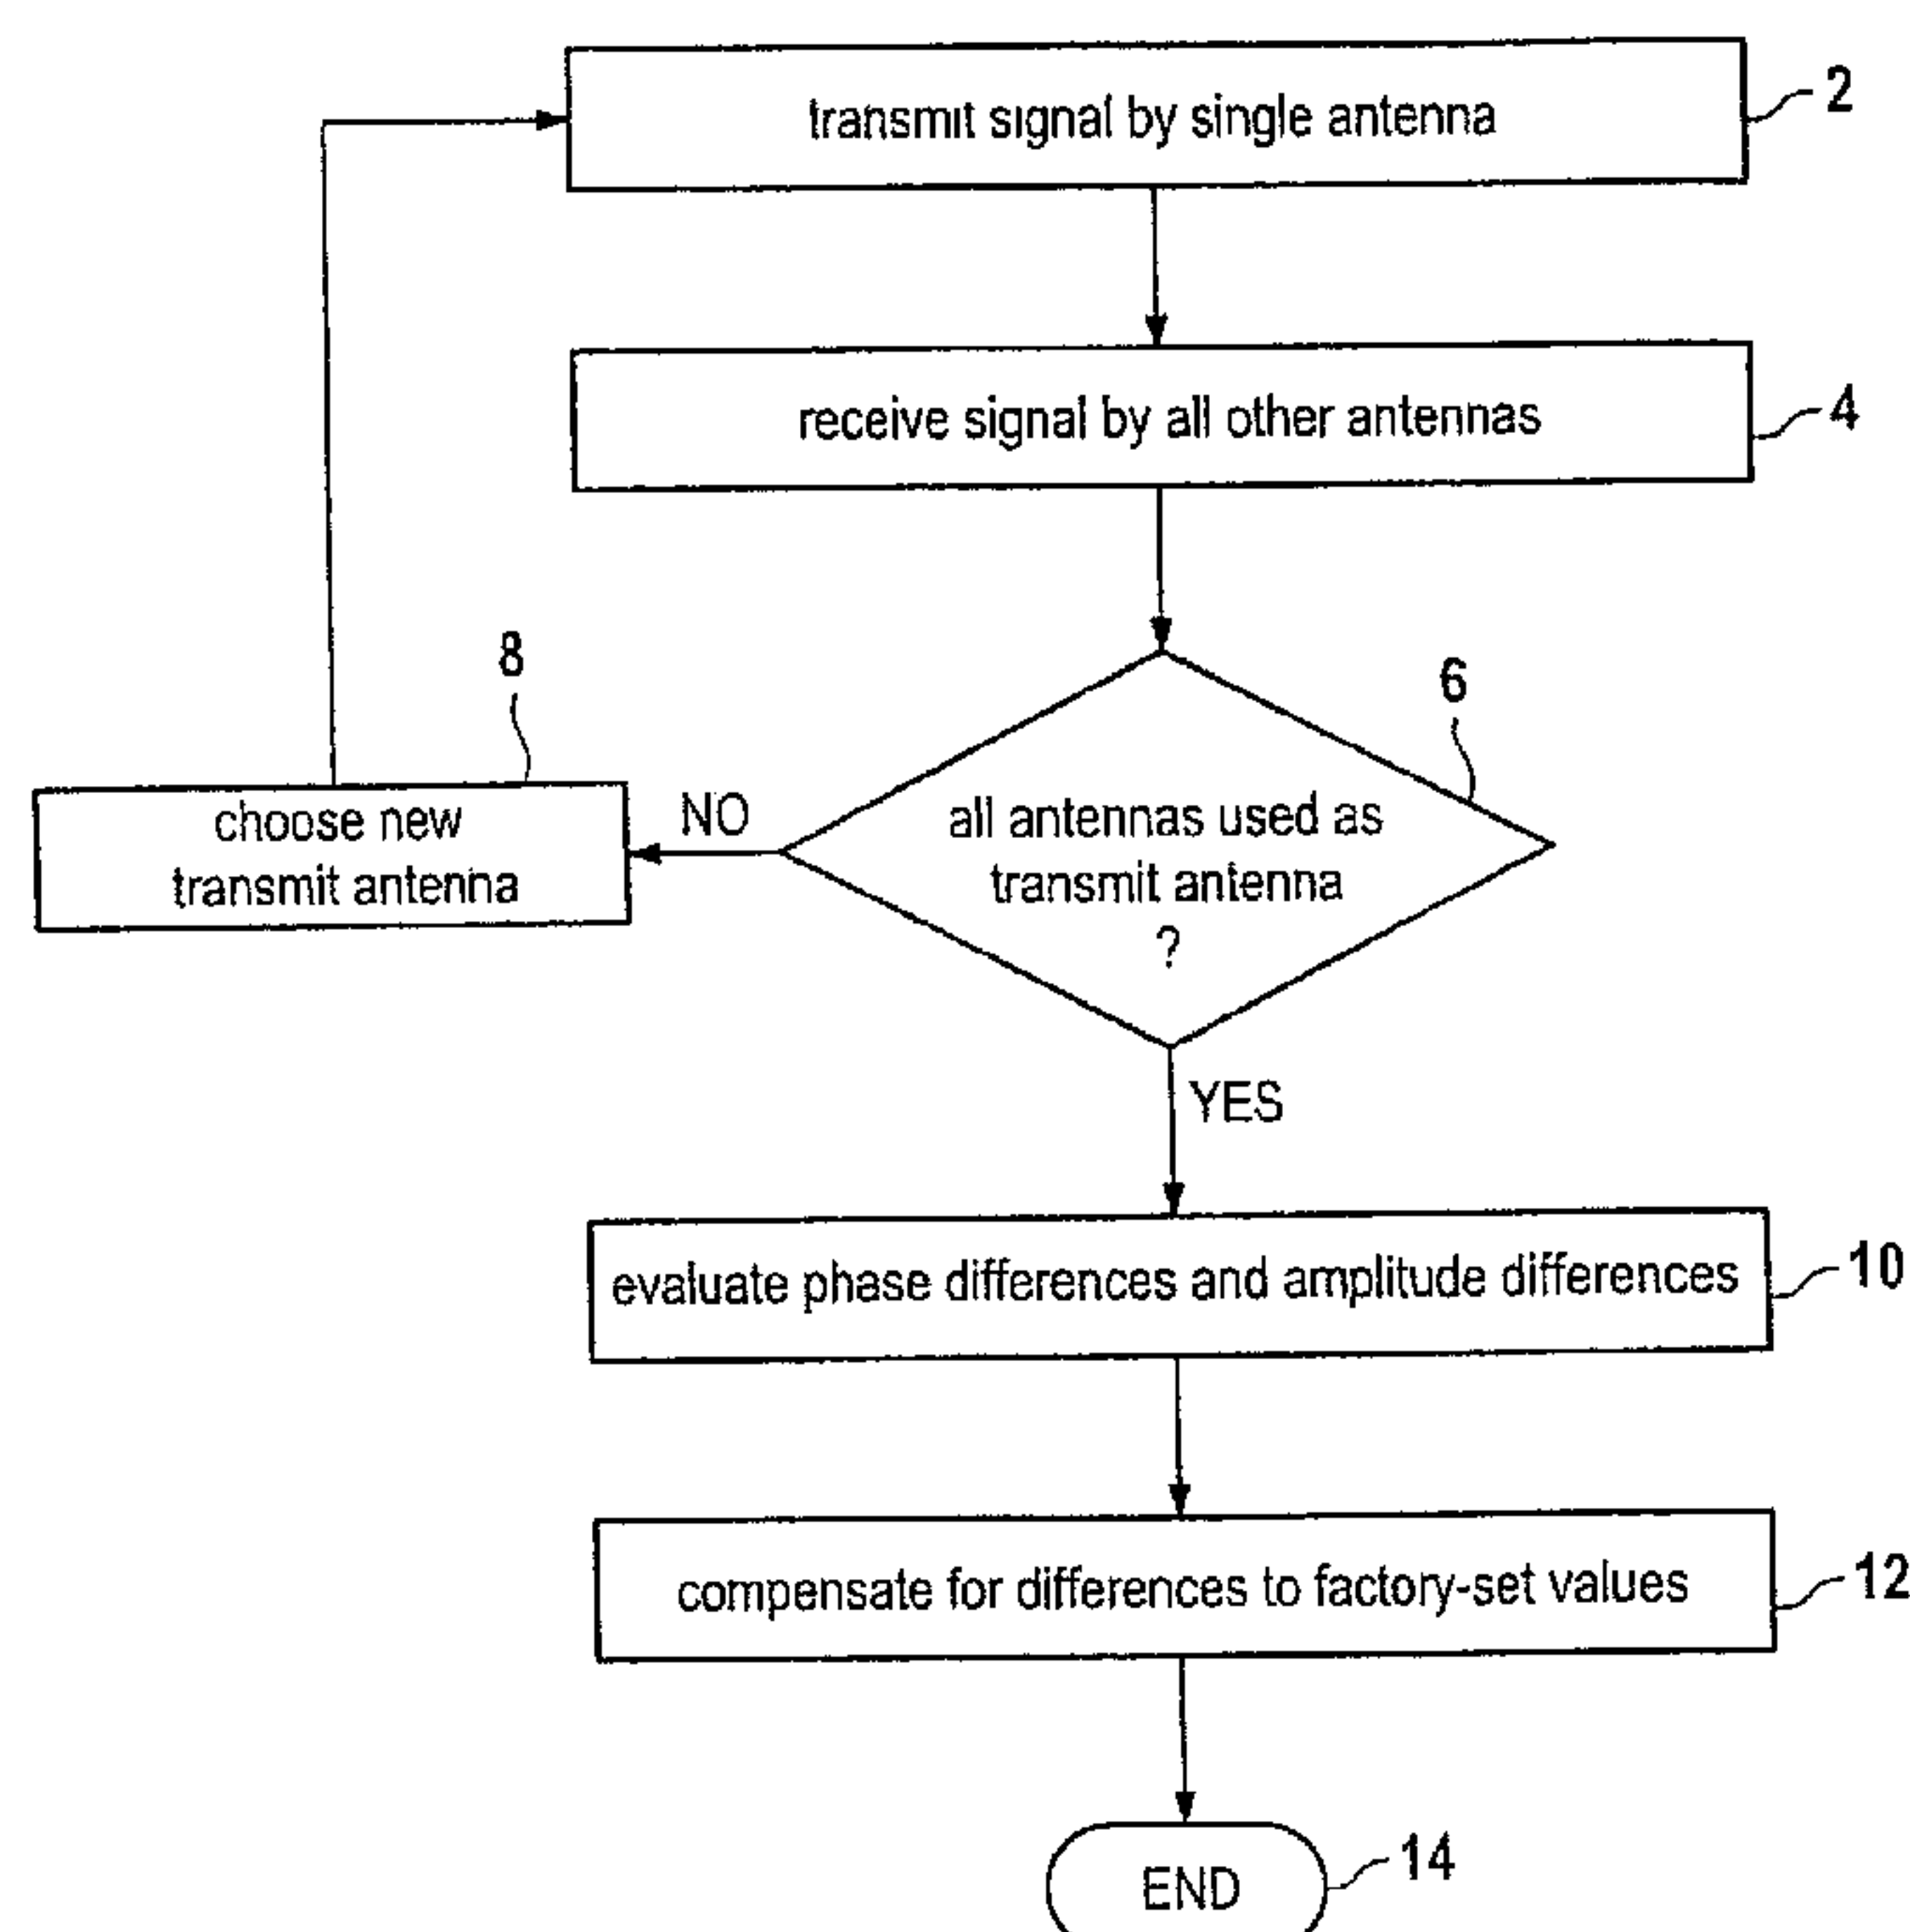 transmit signal by single antenna
2
receive signal by all other antennas
4
8
6
choose new
transmit antenna
NO
all antennas used as
transmit antenna
?
YES
evaluate phase differences and amplitude differences
10
compensate for differences to factory-set values
12
END
14